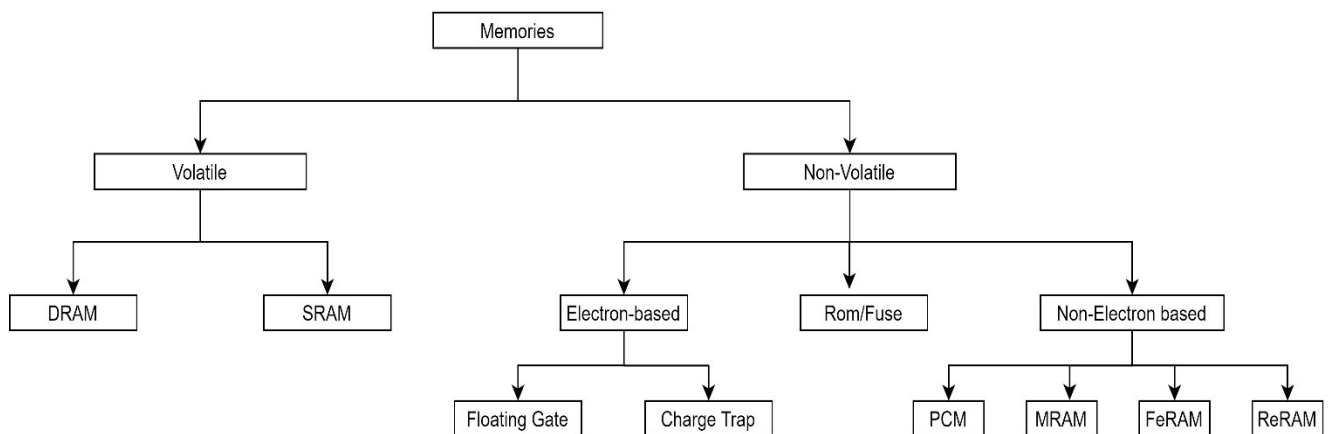 Memories
Volatile
Non-Volatile
DRAM
SRAM
Electron-based
Rom/Fuse
Non-Electron based
Floating Gate
Charge Trap
PCM
MRAM
FeRAM
ReRAM